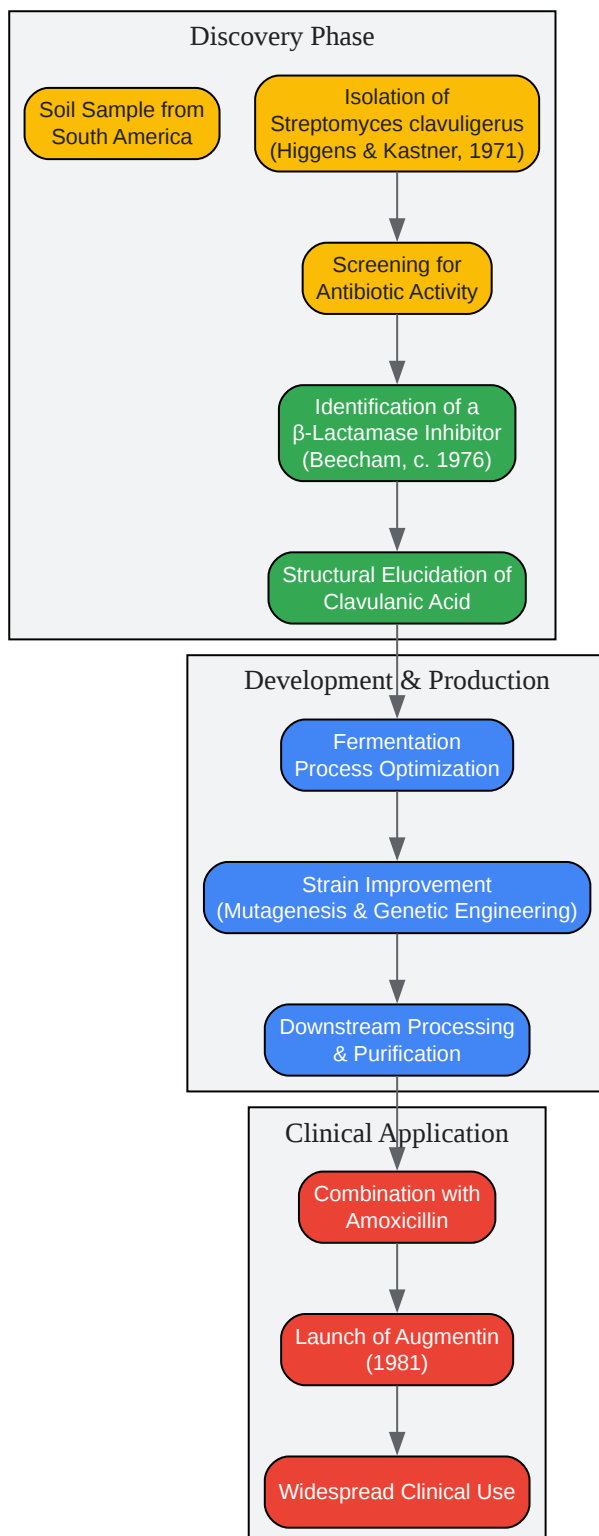 Discovery Phase
Soil Sample from
South America
Isolation of
Streptomyces clavuligerus
(Higgens & Kastner, 1971)
Screening for
Antibiotic Activity
Identification of a
β-Lactamase Inhibitor
(Beecham, c. 1976)
Structural Elucidation of
Clavulanic Acid
Development & Production
Fermentation
Process Optimization
Strain Improvement
(Mutagenesis & Genetic Engineering)
Downstream Processing
& Purification
Clinical Application
Combination with
Amoxicillin
Launch of Augmentin
(1981)
Widespread Clinical Use